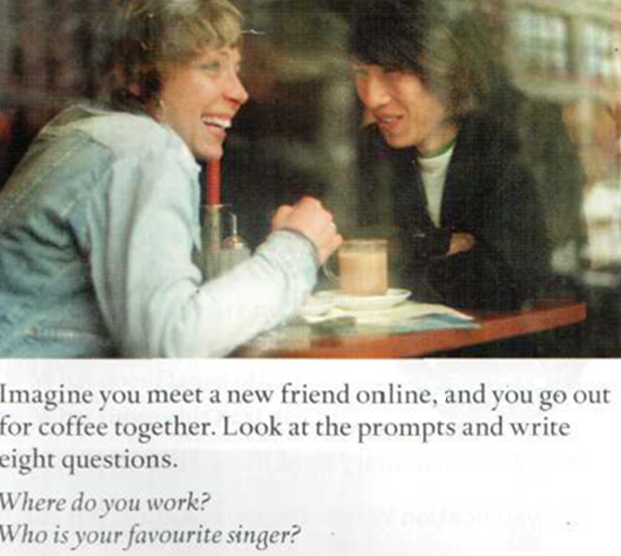 Imagine you meet a new friend online, and you go out
for coffee together. Look at the prompts and write
eight questions.
Where do you work?
Who is your favourite singer?